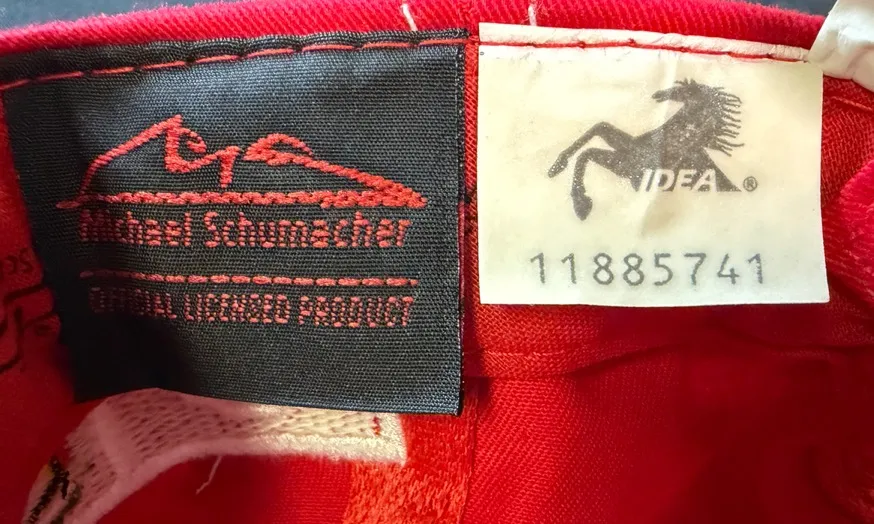 Michael Schumacher
OFFICIAL LICENSED PRODUCT
IDEA®
11885741